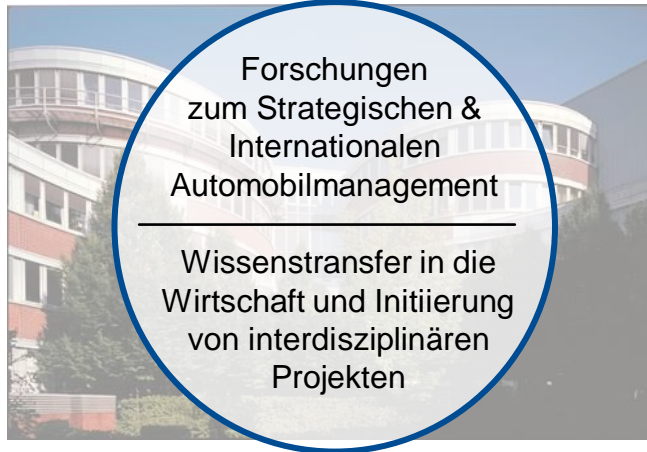 Forschungen
zum Strategischen &
Internationalen
Automobilmanagement
Wissenstransfer in die
Wirtschaft und Initiierung
von interdisziplinären
Projekten